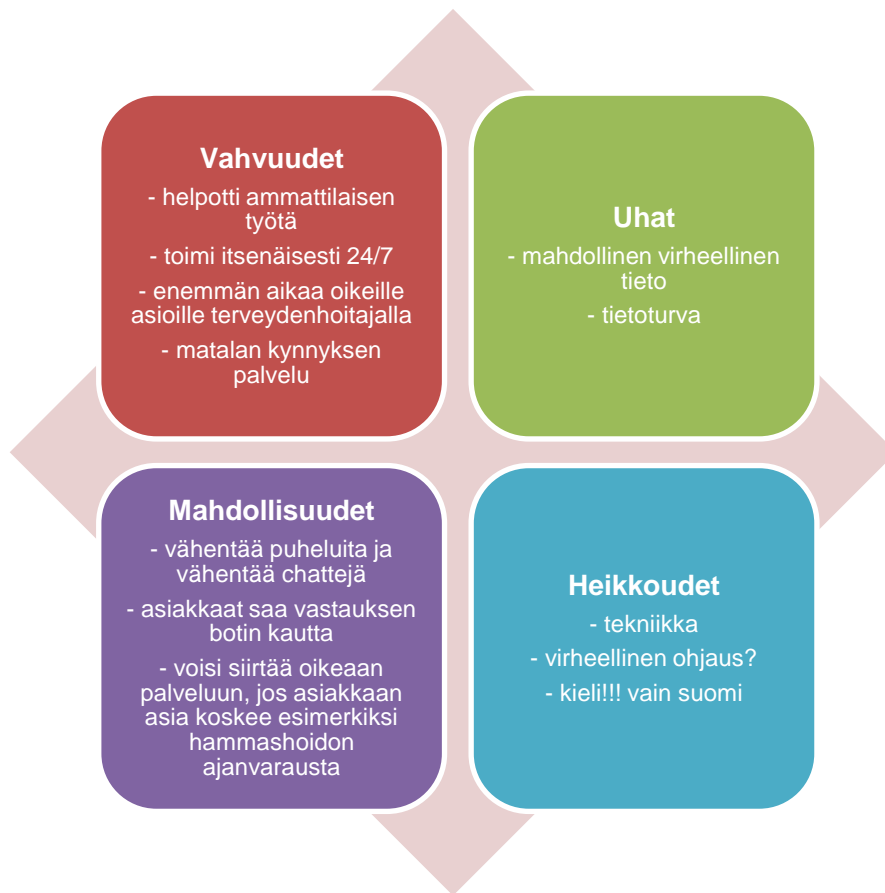 Vahvuudet
- helpotti ammattilaisen
työtä
- toimi itsenäisesti 24/7
- enemmän aikaa oikeille
asioille terveydenhoitajalla
- matalan kynnyksen
palvelu
Uhat
- mahdollinen virheellinen
tieto
- tietoturva
Mahdollisuudet
- vähentää puheluita ja
vähentää chattejä
- asiakkaat saa vastauksen
botin kautta
- voisi siirtää oikeaan
palveluun, jos asiakkaan
asia koskee esimerkiksi
hammashoidon
ajanvarausta
Heikkoudet
- tekniikka
- virheellinen ohjaus?
- kieli!!! vain suomi